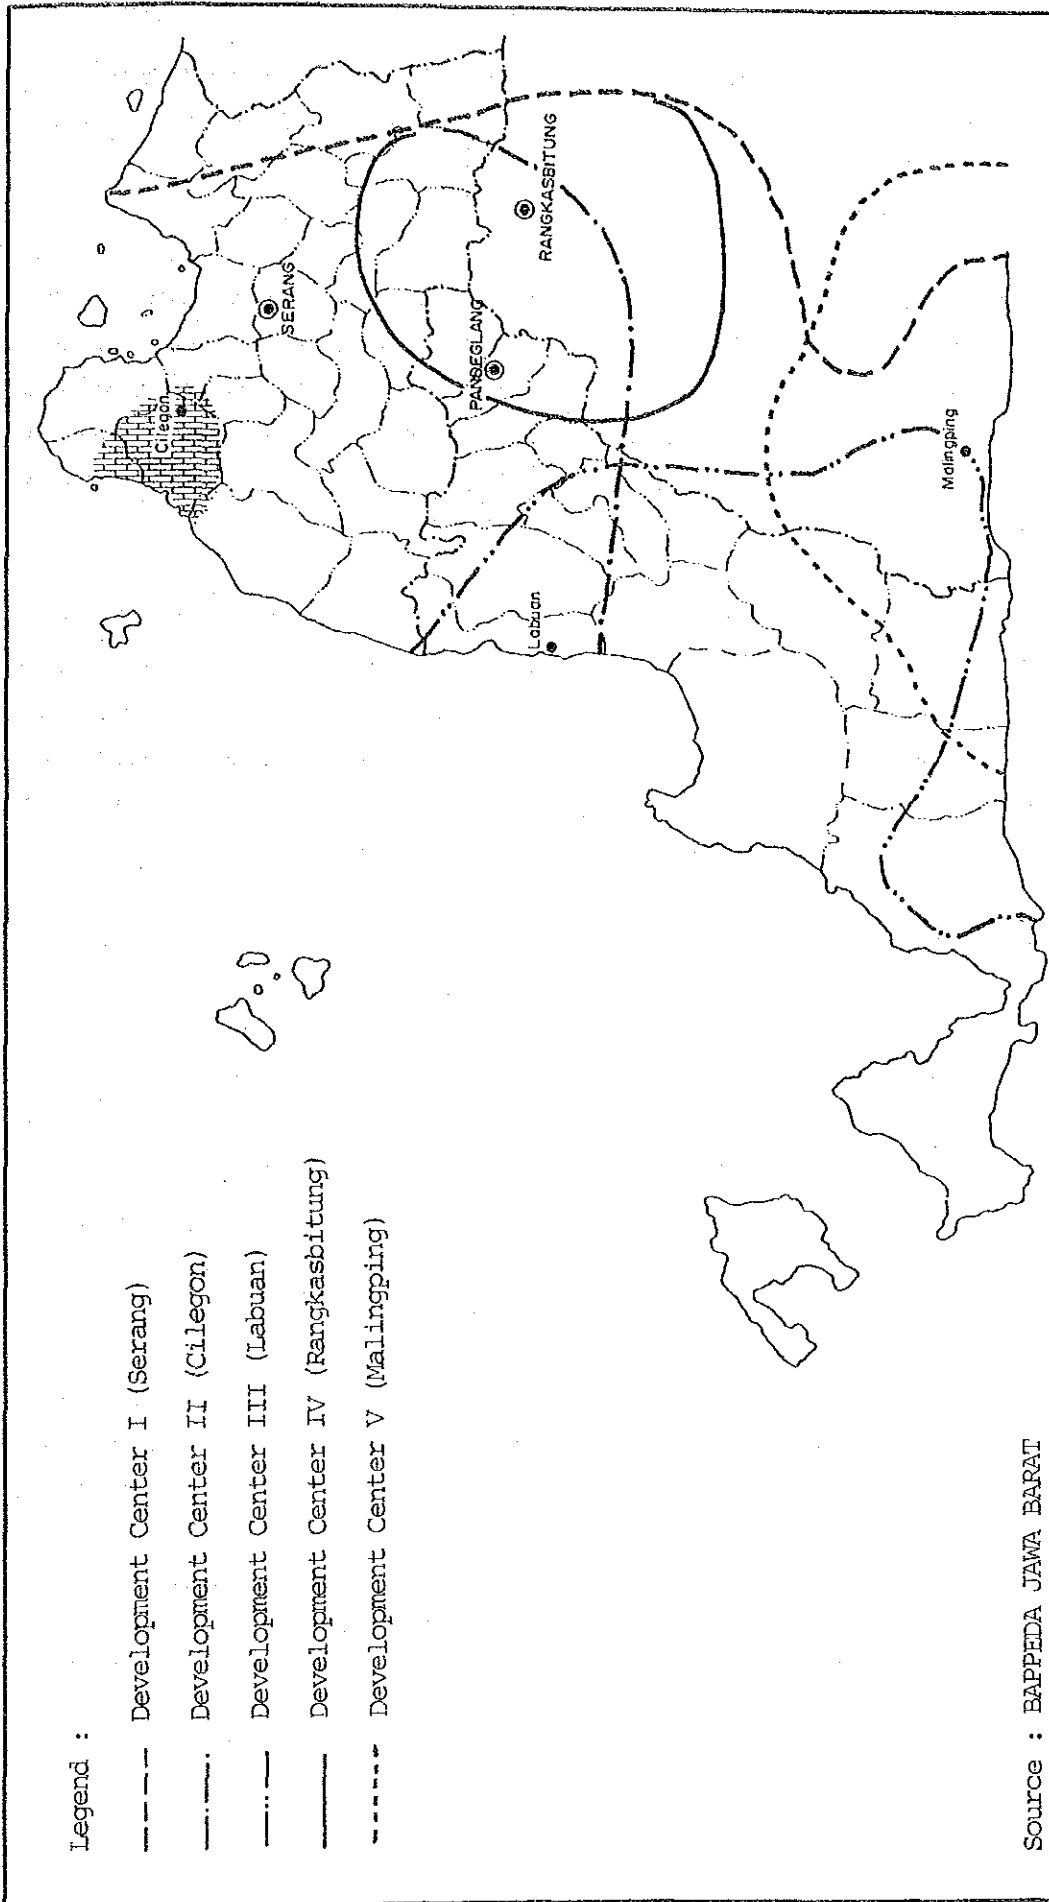 Legend :
Development Center I (Serang)
Development Center II (Cilegon)
Development Center III (Labuan)
Development Center IV (Rangkasbitung)
Development Center V (Malingping)
Source : BAPPEDA JAWA BARAT
Cilegon
SERANG
PANDEGLANG
RANGKASBITUNG
Labuan
Malingping